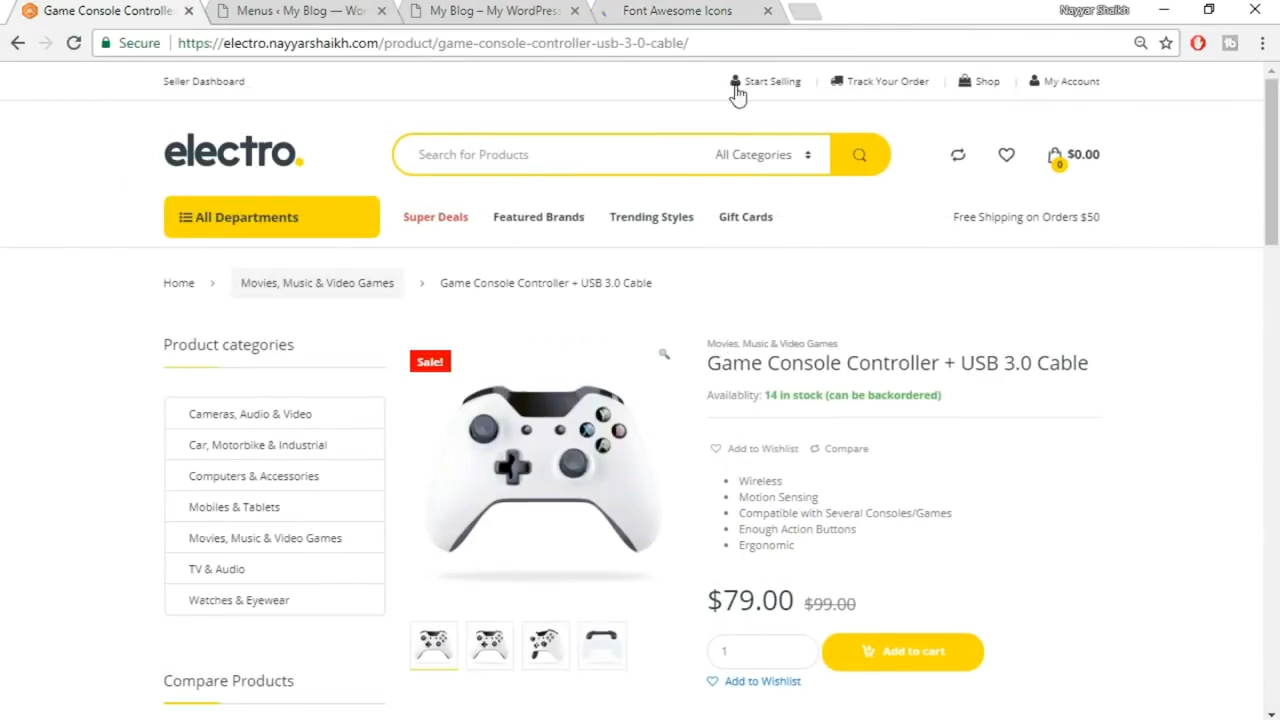 Game Console Controlle
Menus ‹ My Blog — Wo
My Blog – My WordPres
Font Awesome Icons
Nayyar Shaikh
Secure
https://electro.nayyarshaikh.com/product/game-console-controller-usb-3-0-cable/
Seller Dashboard
Start Selling
Track Your Order
Shop
My Account
electro.
Search for Products
All Categories
0
$0.00
All Departments
Super Deals
Featured Brands
Trending Styles
Gift Cards
Free Shipping on Orders $50
Home > Movies, Music & Video Games > Game Console Controller + USB 3.0 Cable
Product categories
Cameras, Audio & Video
Car, Motorbike & Industrial
Computers & Accessories
Mobiles & Tablets
Movies, Music & Video Games
TV & Audio
Watches & Eyewear
Compare Products
Sale!
Movies, Music & Video Games
Game Console Controller + USB 3.0 Cable
Availablity: 14 in stock (can be backordered)
Add to Wishlist
Compare
Wireless
Motion Sensing
Compatible with Several Consoles/Games
Enough Action Buttons
Ergonomic
$79.00 $99.00
1
Add to cart
Add to Wishlist